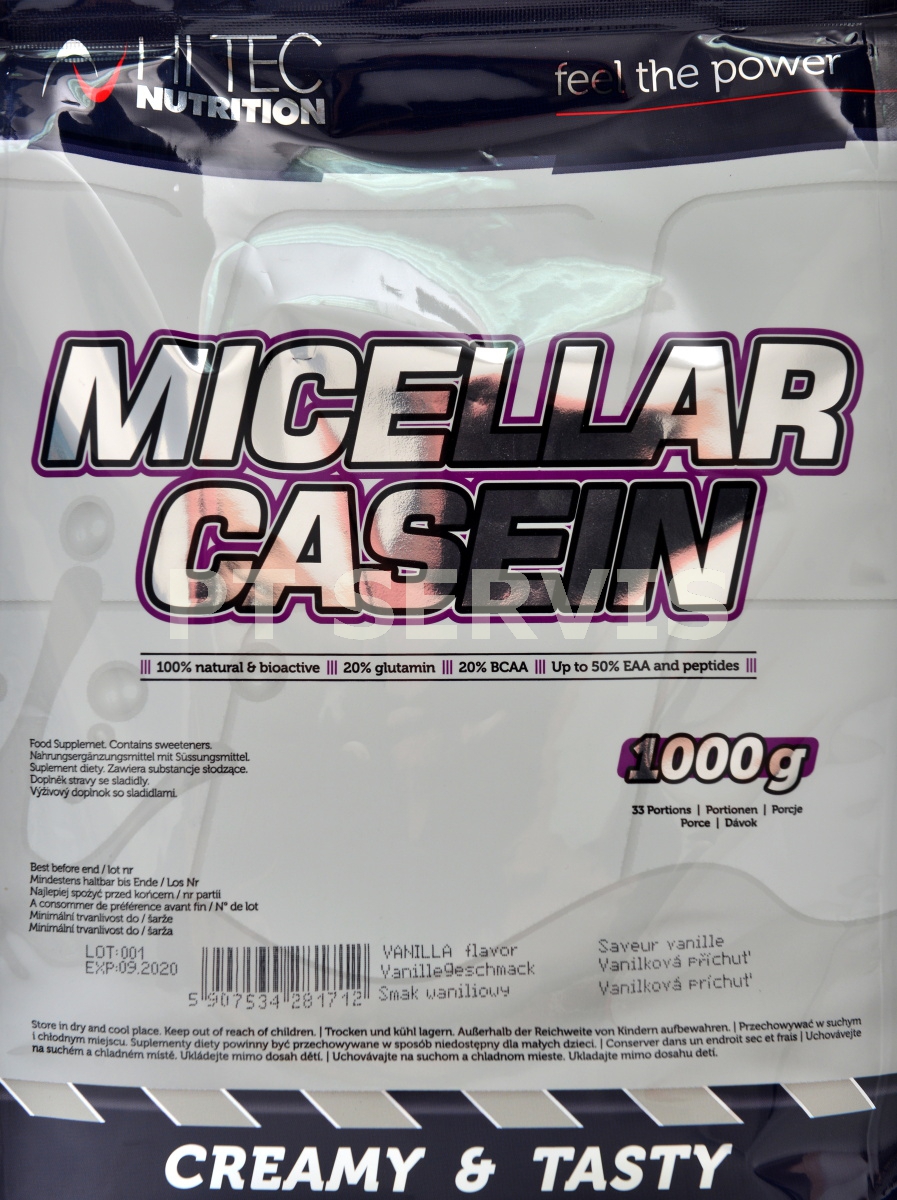 HI TEC
NUTRITION
feel the power
MICELLAR
CASEIN
PT SERVIS
||| 100% natural & bioactive ||| 20% glutamin ||| 20% BCAA ||| Up to 50% EAA and peptides |||
Food Supplemet. Contains sweeteners.
Nahrungsergänzungsmittel mit Süssungsmittel.
Suplement diety. Zawiera substancje słodzące.
Doplněk stravy se sladidly.
Výživový doplnok so sladidlami.
1000g
33 Portions | Portionen | Porcje
Porce | Dávok
Best before end / lot nr
Mindestens haltbar bis Ende / Los Nr
Najlepiej spożyć przed końcem / nr partii
A consommer de préférence avant fin / N° de lot
Minimální trvanlivost do / šarže
Minimální trvanlivost do / šarža
LOT:001
EXP:09.2020
5 907534 281712
VANILLA flavor
Vanillegeschmack
Smak waniliowy
Saveur vanille
Vanilková příchuť
Vanilková príchuť
Store in dry and cool place. Keep out of reach of children. | Trocken und kühl lagern. Außerhalb der Reichweite von Kindern aufbewahren. | Przechowywać w suchym
i chłodnym miejscu. Suplementy diety powinny być przechowywane w sposób niedostępny dla małych dzieci. | Conserver dans un endroit sec et frais | Uchovávejte
na suchém a chladném místě. Ukládejte mimo dosah dětí. | Uchovávajte na suchom a chladnom mieste. Ukladajte mimo dosahu detí.
CREAMY & TASTY